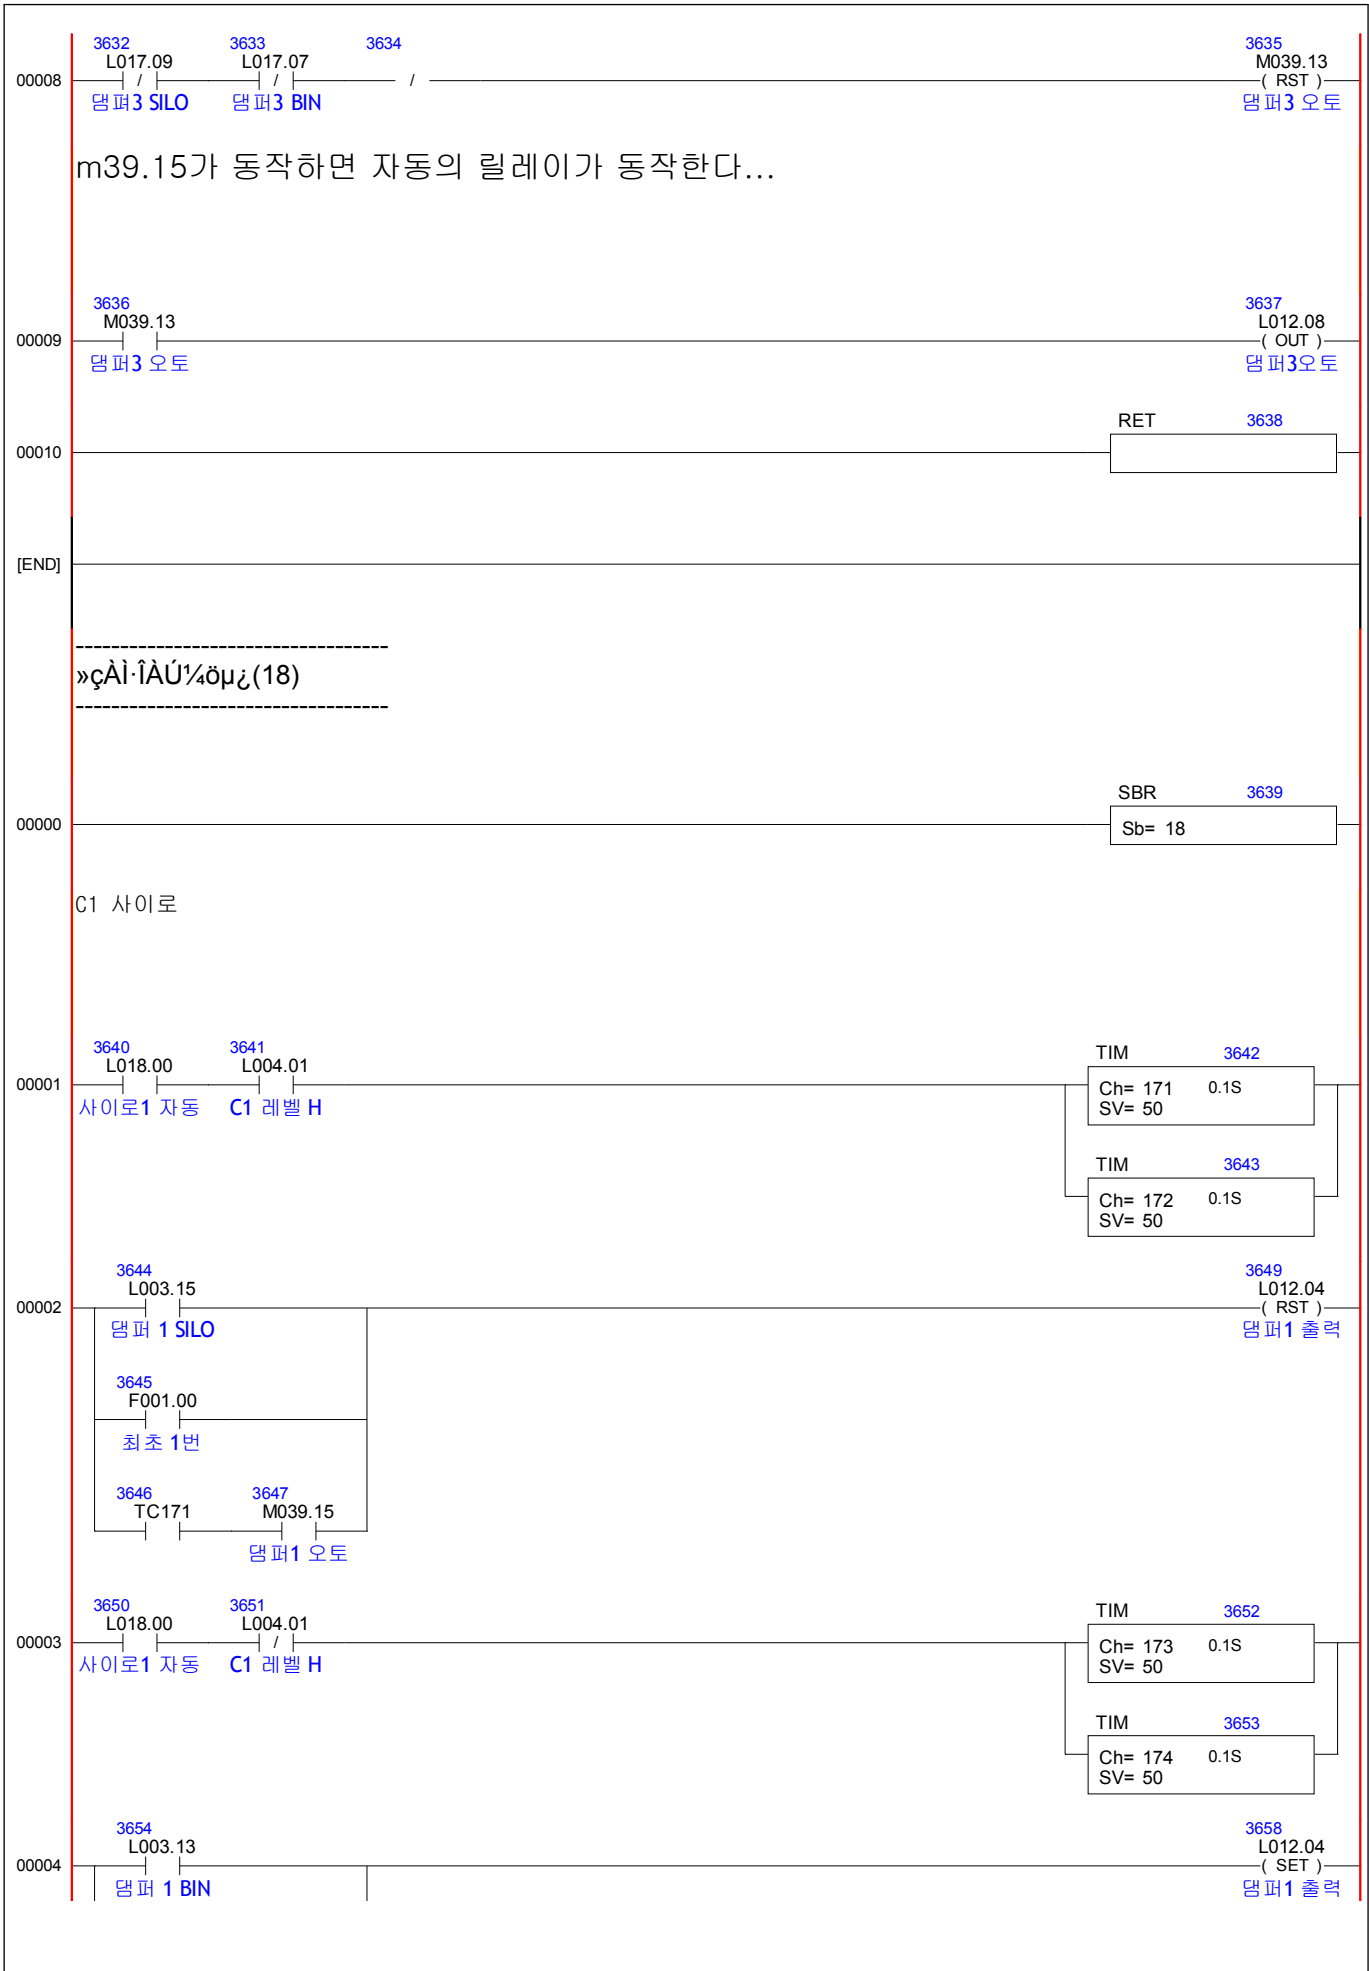 3632 3633 3634 3635
L017.09 L017.07 M039.13
00008 / / / ( RST )
댐펴3 SILO 댐퍼3 BIN 댐퍼3 오토
m39.15가 동작하면 자동의 릴레이가 동작한다...
3636 3637
M039.13 L012.08
00009 ( OUT )
댐퍼3 오토 댐퍼3오토
RET 3638
00010
[END]
-----------------------------------
»çÀÌ·ÎÀÚ¼öµ¿(18)
-----------------------------------
SBR 3639
00000 Sb= 18
C1 사이로
3640 3641 TIM 3642
L018.00 L004.01
00001 Ch= 171 0.1S
사이로1 자동 C1 레벨 H SV= 50
TIM 3643
Ch= 172 0.1S
SV= 50
3644 3649
L003.15 L012.04
00002 ( RST )
댐퍼 1 SILO 댐퍼1 출력
3645
F001.00
최초 1번
3646 3647
TC171 M039.15
댐퍼1 오토
3650 3651 TIM 3652
L018.00 L004.01
00003 / Ch= 173 0.1S
사이로1 자동 C1 레벨 H SV= 50
TIM 3653
Ch= 174 0.1S
SV= 50
3654 3658
L003.13 L012.04
00004 ( SET )
댐퍼 1 BIN 댐퍼1 출력